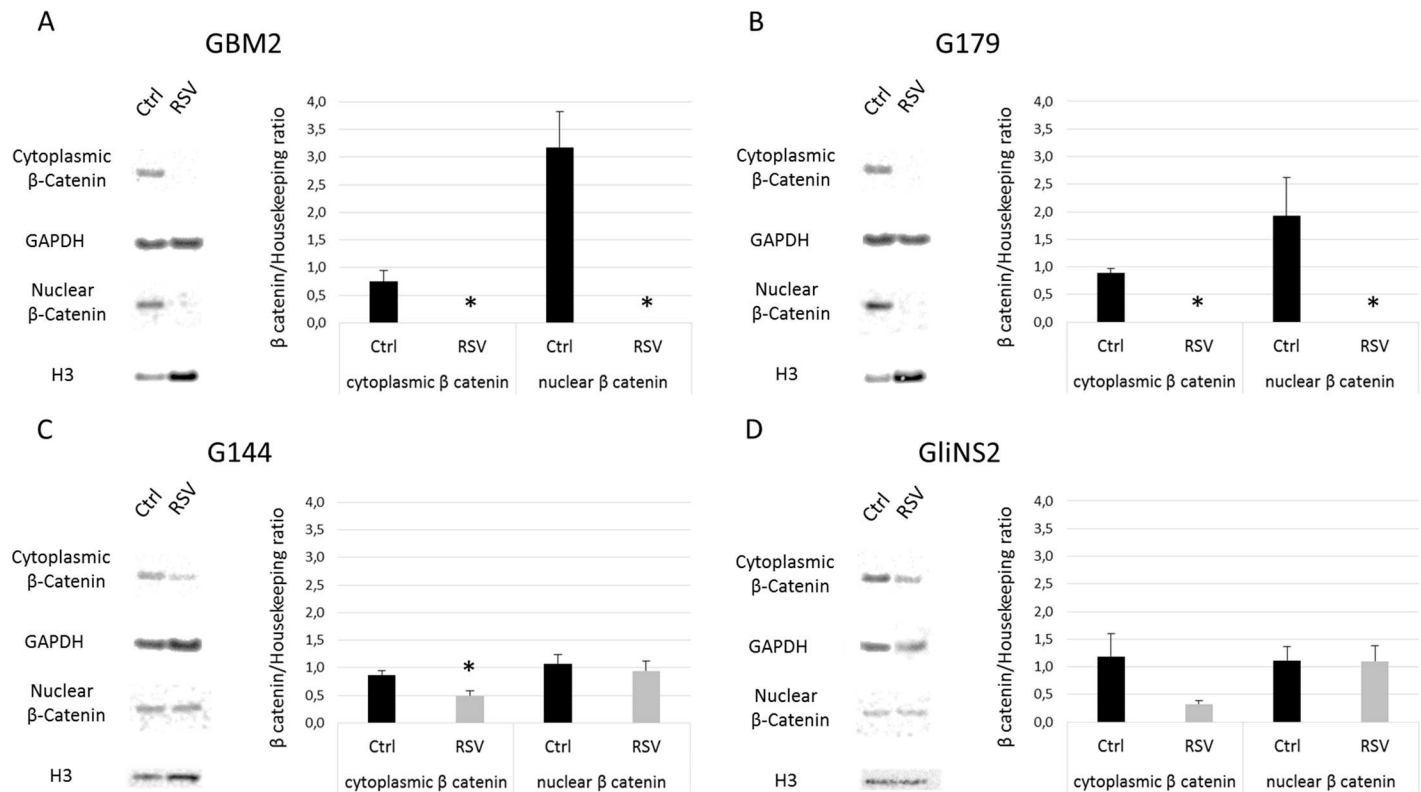 A
GBM2
Ctrl RSV
Cytoplasmic
β-Catenin
GAPDH
Nuclear
β-Catenin
H3
β catenin/Housekeeping ratio
4,0
3,5
3,0
2,5
2,0
1,5
1,0
0,5
0,0
* *
Ctrl RSV Ctrl RSV
cytoplasmic β catenin nuclear β catenin
B
G179
Ctrl RSV
Cytoplasmic
β-Catenin
GAPDH
Nuclear
β-Catenin
H3
β catenin/Housekeeping ratio
4,0
3,5
3,0
2,5
2,0
1,5
1,0
0,5
0,0
* *
Ctrl RSV Ctrl RSV
cytoplasmic β catenin nuclear β catenin
C
G144
Ctrl RSV
Cytoplasmic
β-Catenin
GAPDH
Nuclear
β-Catenin
H3
β catenin/Housekeeping ratio
4,0
3,5
3,0
2,5
2,0
1,5
1,0
0,5
0,0
*
Ctrl RSV Ctrl RSV
cytoplasmic β catenin nuclear β catenin
D
GliNS2
Ctrl RSV
Cytoplasmic
β-Catenin
GAPDH
Nuclear
β-Catenin
H3
β catenin/Housekeeping ratio
4,0
3,5
3,0
2,5
2,0
1,5
1,0
0,5
0,0
Ctrl RSV Ctrl RSV
cytoplasmic β catenin nuclear β catenin